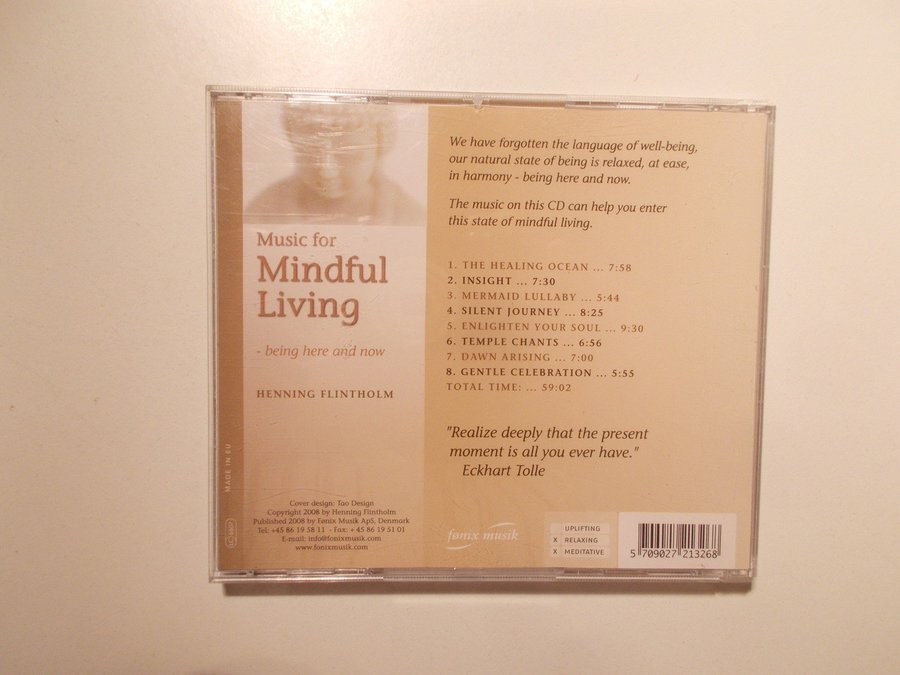 Music for
Mindful
Living
- being here and now
HENNING FLINTHOLM
MADE IN EU
Cover design: Tao Design
Copyright 2008 by Henning Flintholm
Published 2008 by Fønix Musik ApS, Denmark
Tel: +45 86 19 58 11 - Fax: + 45 86 19 51 01
E-mail: info@fonixmusik.com
www.fonixmusik.com
We have forgotten the language of well-being,
our natural state of being is relaxed, at ease,
in harmony - being here and now.
The music on this CD can help you enter
this state of mindful living.
1. THE HEALING OCEAN ... 7:58
2. INSIGHT ... 7:30
3. MERMAID LULLABY ... 5:44
4. SILENT JOURNEY ... 8:25
5. ENLIGHTEN YOUR SOUL ... 9:30
6. TEMPLE CHANTS ... 6:56
7. DAWN ARISING ... 7:00
8. GENTLE CELEBRATION ... 5:55
TOTAL TIME: ... 59:02
"Realize deeply that the present
moment is all you ever have."
Eckhart Tolle
fønix musik
UPLIFTING
X RELAXING
X MEDITATIVE
5 709027 213268